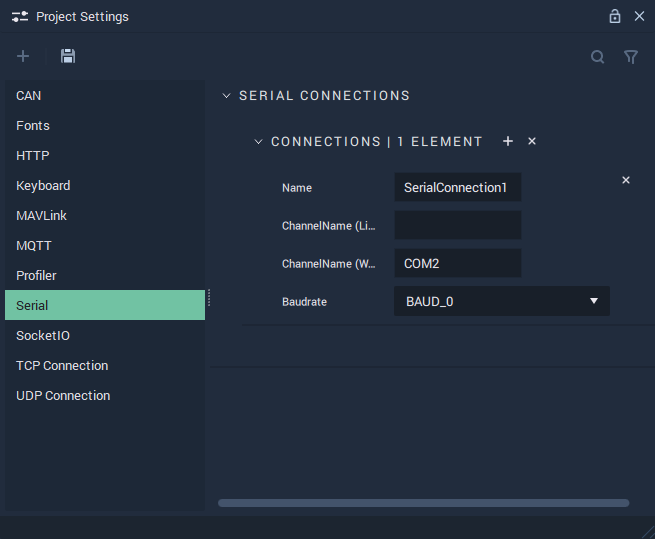 Project Settings
CAN
Fonts
HTTP
Keyboard
MAVLink
MQTT
Profiler
Serial
SocketIO
TCP Connection
UDP Connection
SERIAL CONNECTIONS
CONNECTIONS | 1 ELEMENT
Name SerialConnection1
ChannelName (Li...
ChannelName (W... COM2
Baudrate BAUD_0